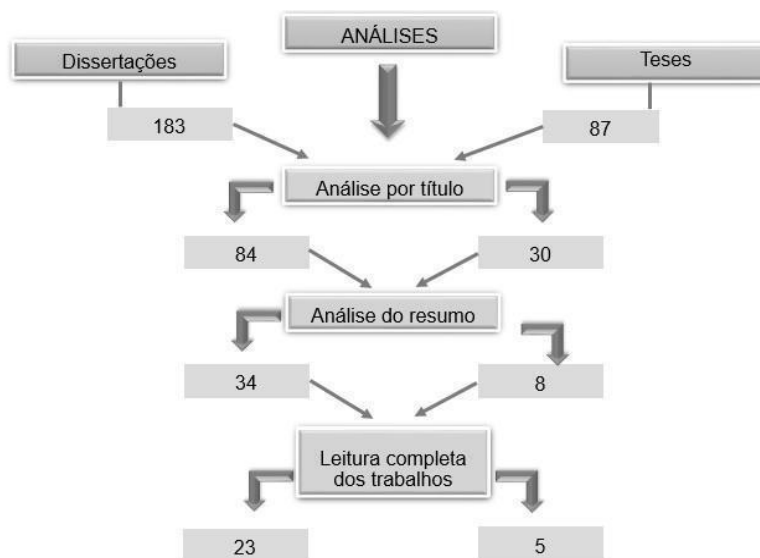 ANÁLISES
Dissertações
Teses
183
87
Análise por título
84
30
Análise do resumo
34
8
Leitura completa
dos trabalhos
23
5